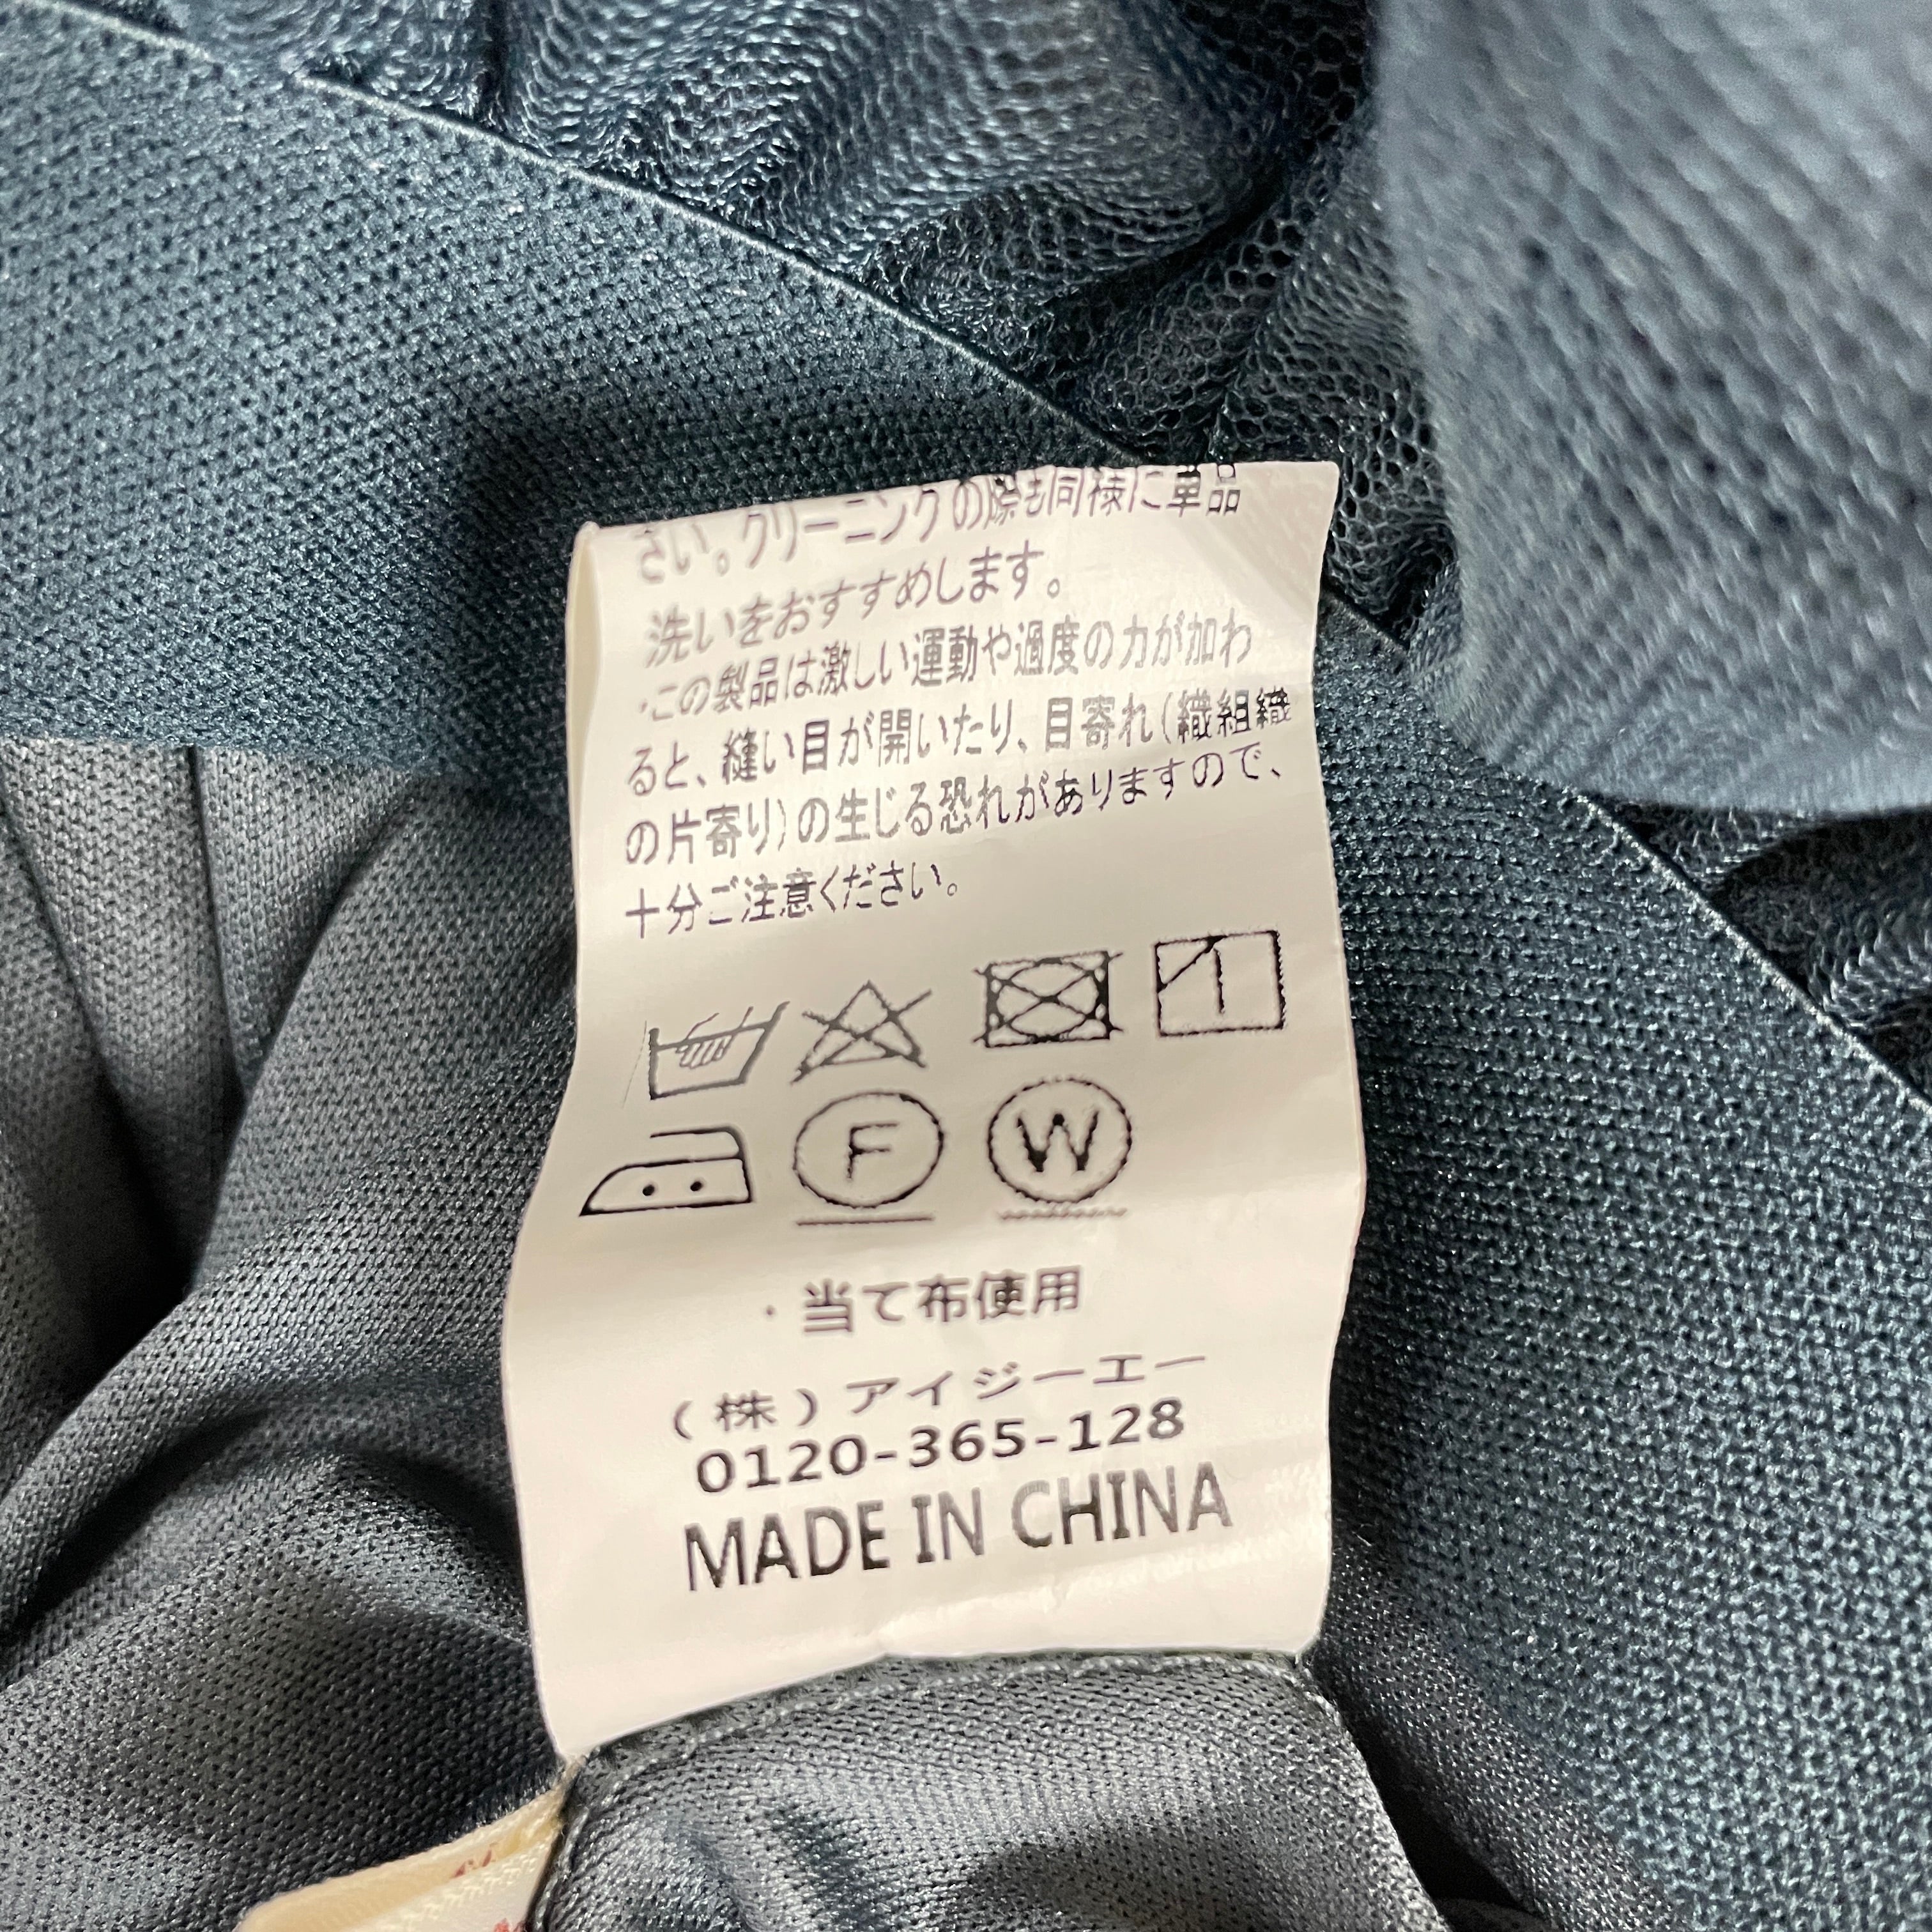 さい。クリーニングの際も同様に単品
洗いをおすすめします。
・この製品は激しい運動や過度の力が加わ
ると、縫い目が開いたり、目寄れ(織組織
の片寄り)の生じる恐れがありますので、
十分ご注意ください。
F W
・当て布使用
(株)アイジーエー
0120-365-128
MADE IN CHINA